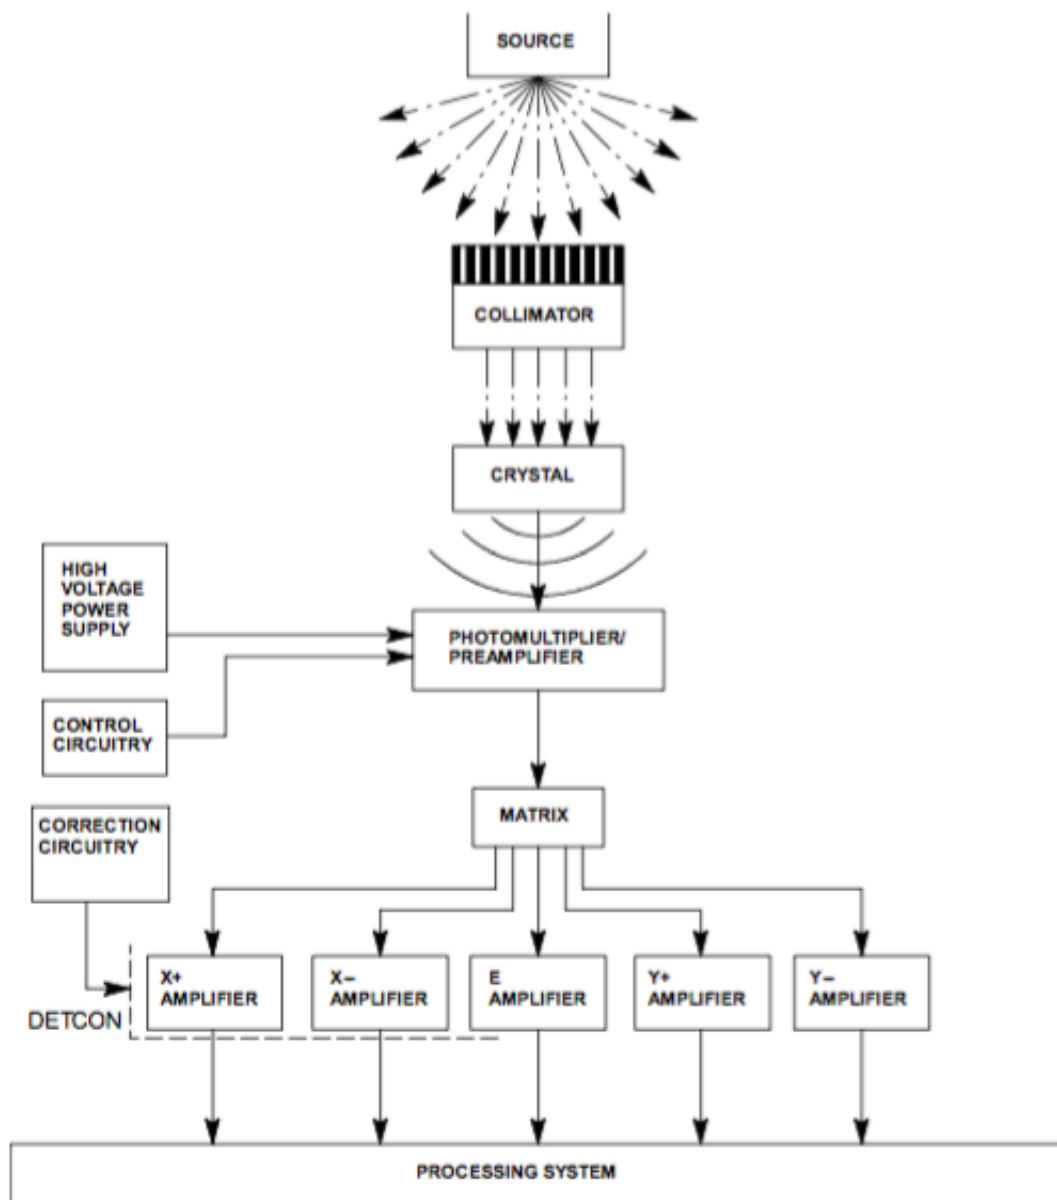 SOURCE
COLLIMATOR
CRYSTAL
HIGH
VOLTAGE
POWER
SUPPLY
PHOTOMULTIPLIER/
PREAMPLIFIER
CONTROL
CIRCUITRY
MATRIX
CORRECTION
CIRCUITRY
X+
AMPLIFIER
X–
AMPLIFIER
E
AMPLIFIER
Y+
AMPLIFIER
Y–
AMPLIFIER
DETCON
PROCESSING SYSTEM